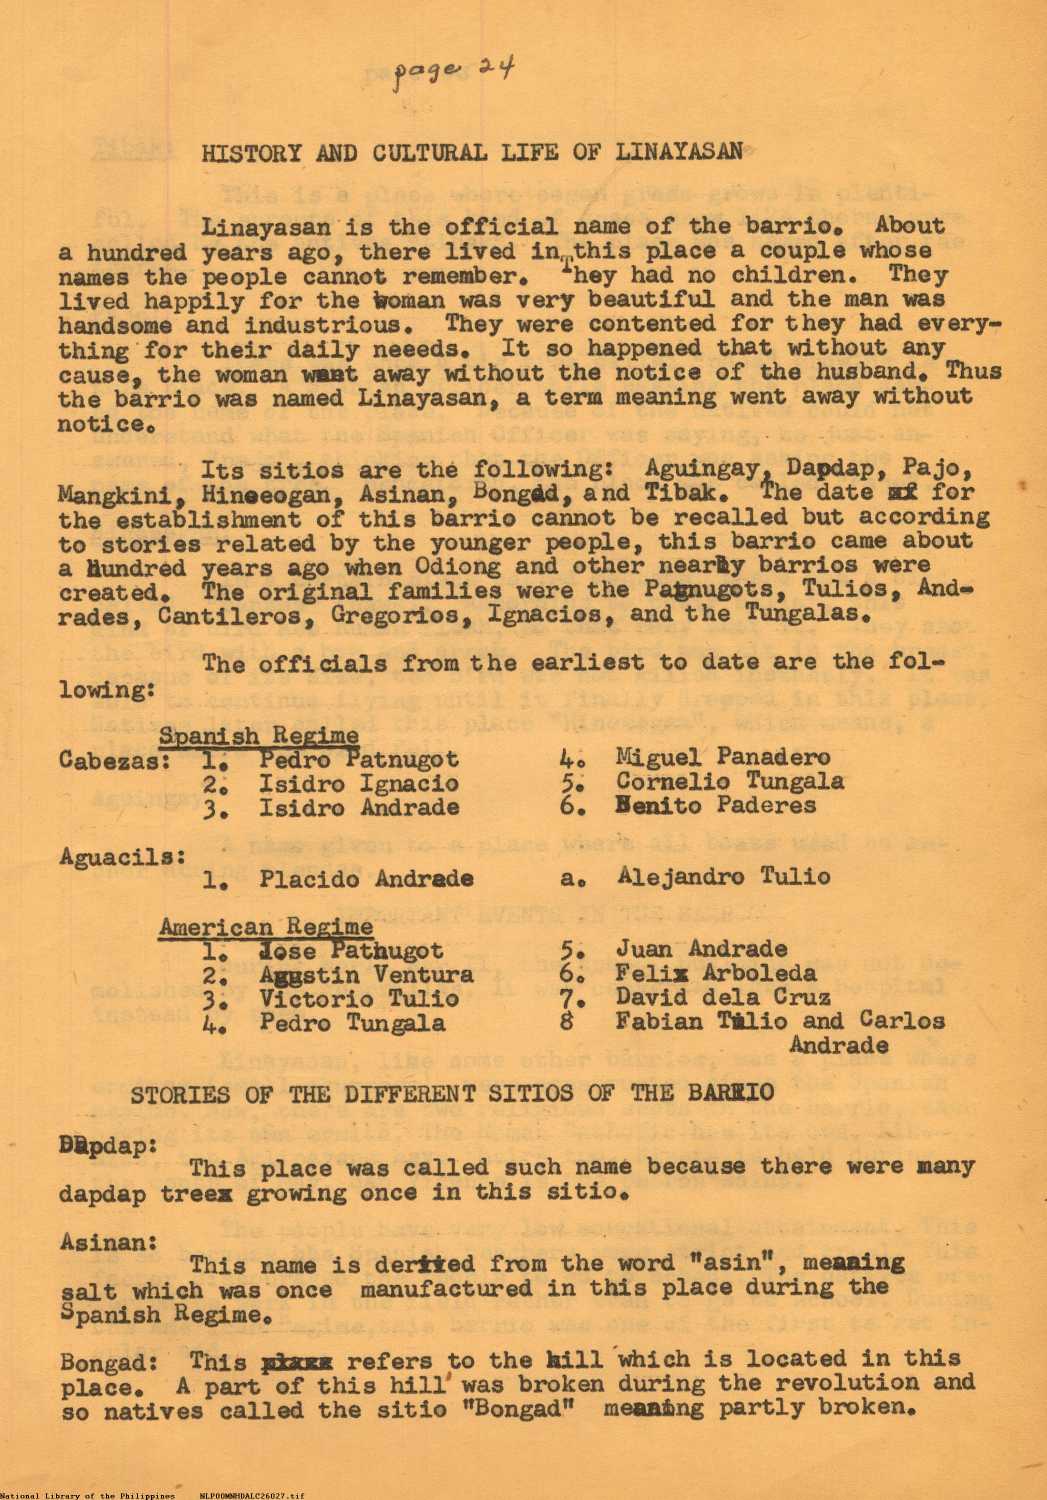 page 24
HISTORY AND CULTURAL LIFE OF LINAYASAN
Linayasan is the official name of the barrio. About
a hundred years ago, there lived in this place a couple whose
names the people cannot remember. They had no children. They
lived happily for the woman was very beautiful and the man was
handsome and industrious. They were contented for they had every-
thing for their daily neeeds. It so happened that without any
cause, the woman went away without the notice of the husband. Thus
the barrio was named Linayasan, a term meaning went away without
notice.
Its sitios are the following: Aguingay, Dapdap, Pajo,
Mangkini, Hineeogan, Asinan, Bongad, and Tibak. The date for
the establishment of this barrio cannot be recalled but according
to stories related by the younger people, this barrio came about
a hundred years ago when Odiong and other nearby barrios were
created. The original families were the Patnugots, Tulios, And-
rades, Cantileros, Gregorios, Ignacios, and the Tungalas.
The officials from the earliest to date are the fol-
lowing:
Spanish Regime
Cabezas: 1. Pedro Patnugot 4. Miguel Panadero
2. Isidro Ignacio 5. Cornelio Tungala
3. Isidro Andrade 6. Benito Paderes
Aguacils:
1. Placido Andrade a. Alejandro Tulio
American Regime
1. Jose Pathugot 5. Juan Andrade
2. Agustin Ventura 6. Felix Arboleda
3. Victorio Tulio 7. David dela Cruz
4. Pedro Tungala 8 Fabian Tulio and Carlos
Andrade
STORIES OF THE DIFFERENT SITIOS OF THE BARRIO
Dapdap:
This place was called such name because there were many
dapdap trees growing once in this sitio.
Asinan:
This name is derived from the word "asin", meaning
salt which was once manufactured in this place during the
Spanish Regime.
Bongad: This refers to the hill which is located in this
place. A part of this hill was broken during the revolution and
so natives called the sitio "Bongad" meaning partly broken.
National Library of the Philippines NLPOOMNHDALC26027.tif